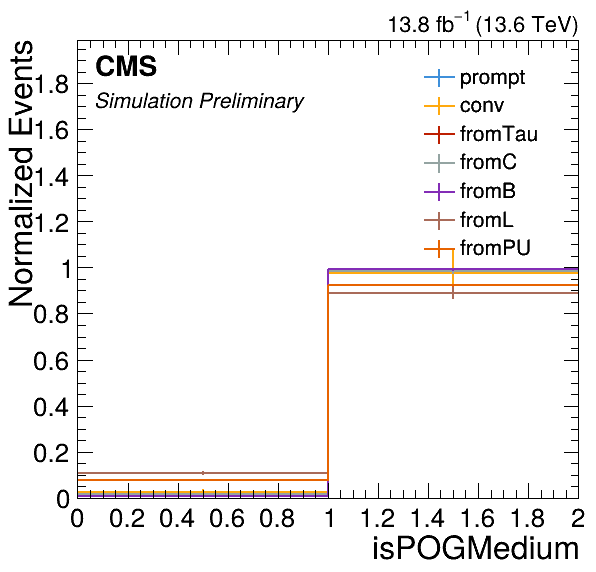 13.8 fb⁻¹ (13.6 TeV)
CMS
Simulation Preliminary
prompt
conv
fromTau
fromC
fromB
fromL
fromPU
Normalized Events
1.8
1.6
1.4
1.2
1
0.8
0.6
0.4
0.2
0
0 0.2 0.4 0.6 0.8 1 1.2 1.4 1.6 1.8 2
isPOGMedium